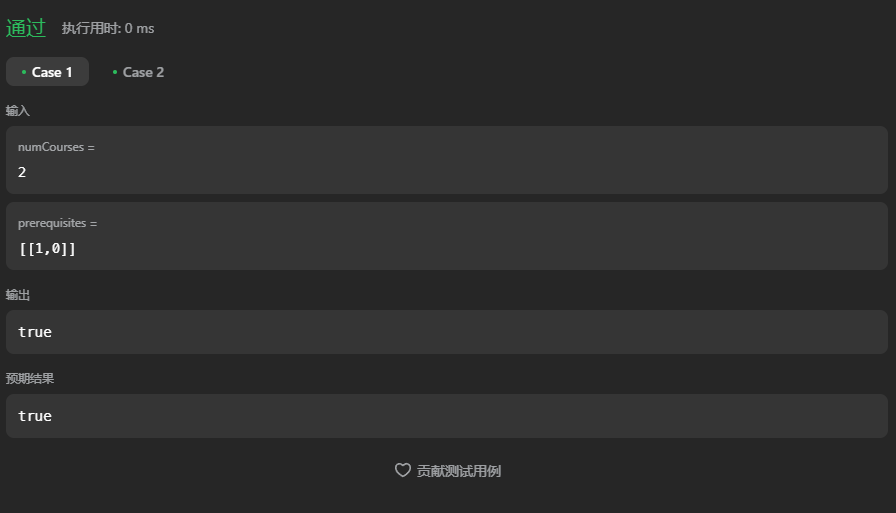 通过 执行用时: 0 ms
Case 1 Case 2
输入
numCourses =
2
prerequisites =
[[1,0]]
输出
true
预期结果
true
贡献测试用例